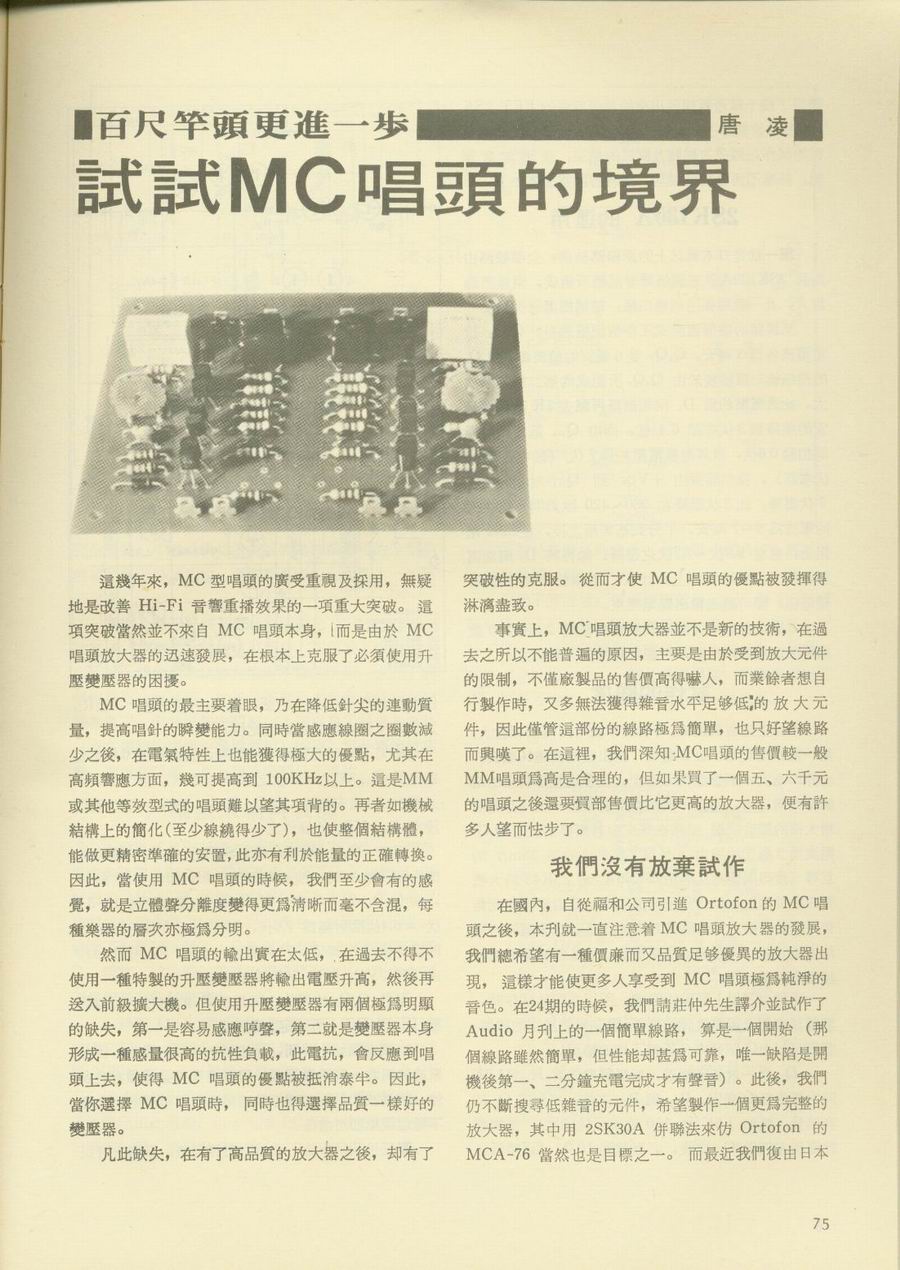 百尺竿頭更進一步
唐 凌
試試MC唱頭的境界
這幾年來，MC 型唱頭的廣受重視及採用，無疑
地是改善 Hi-Fi 音響重播效果的一項重大突破。這
項突破當然並不來自 MC 唱頭本身，而是由於 MC
唱頭放大器的迅速發展，在根本上克服了必須使用升
壓變壓器的困擾。
MC 唱頭的最主要着眼，乃在降低針尖的連動質
量，提高唱針的瞬變能力。同時當感應線圈之圈數減
少之後，在電氣特性上也能獲得極大的優點，尤其在
高頻響應方面，幾可提高到 100KHz以上。這是MM
或其他等效型式的唱頭難以望其項背的。再者如機械
結構上的簡化(至少線繞得少了)，也使整個結構體，
能做更精密準確的安置，此亦有利於能量的正確轉換。
因此，當使用 MC 唱頭的時候，我們至少會有的感
覺，就是立體聲分離度變得更爲清晰而毫不含混，每
種樂器的層次亦極爲分明。
然而 MC 唱頭的輸出實在太低，在過去不得不
使用一種特製的升壓變壓器將輸出電壓升高，然後再
送入前級擴大機。但使用升壓變壓器有兩個極爲明顯
的缺失，第一是容易感應哼聲，第二就是變壓器本身
形成一種感量很高的抗性負載，此電抗，會反應到唱
頭上去，使得 MC 唱頭的優點被抵消泰半。因此，
當你選擇 MC 唱頭時，同時也得選擇品質一樣好的
變壓器。
凡此缺失，在有了高品質的放大器之後，却有了
突破性的克服。從而才使 MC 唱頭的優點被發揮得
淋漓盡致。
事實上，MC唱頭放大器並不是新的技術，在過
去之所以不能普遍的原因，主要是由於受到放大元件
的限制，不僅廠製品的售價高得嚇人，而業餘者想自
行製作時，又多無法獲得雜音水平足夠低的放大元
件，因此僅管這部份的線路極爲簡單，也只好望線路
而興嘆了。在這裡，我們深知MC唱頭的售價較一般
MM唱頭爲高是合理的，但如果買了一個五、六千元
的唱頭之後還要買部售價比它更高的放大器，便有許
多人望而怯步了。
我們沒有放棄試作
在國內，自從福和公司引進 Ortofon 的 MC 唱
頭之後，本刊就一直注意着 MC 唱頭放大器的發展，
我們總希望有一種價廉而又品質足夠優異的放大器出
現，這樣才能使更多人享受到 MC 唱頭極爲純淨的
音色。在24期的時候，我們請莊仲先生譯介並試作了
Audio 月刊上的一個簡單線路，算是一個開始（那
個線路雖然簡單，但性能却甚爲可靠，唯一缺陷是開
機後第一、二分鐘充電完成才有聲音）。此後，我們
仍不斷搜尋低雜音的元件，希望製作一個更爲完整的
放大器，其中用 2SK30A 併聯法來仿 Ortofon 的
MCA-76 當然也是目標之一。而最近我們復由日本
75